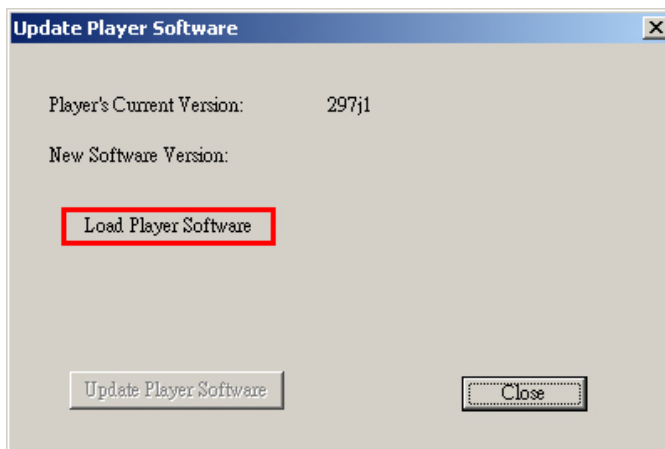 Update Player Software
Player's Current Version: 297j1
New Software Version:
Load Player Software
Update Player Software Close